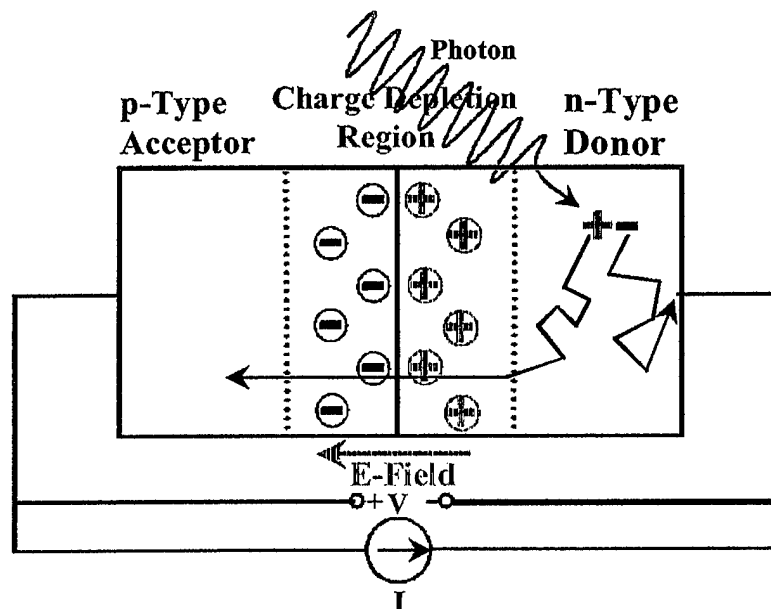 Photon
p-Type
Acceptor
Charge Depletion
Region
n-Type
Donor
E-Field
+ V -
I